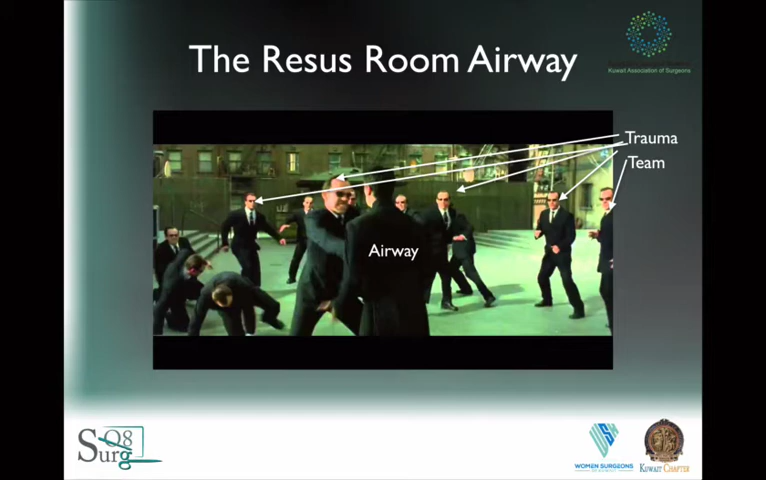 The Resus Room Airway
Kuwait Association of Surgeons
Trauma
Team
Airway
Q8
Surg
WOMEN SURGEONS
KUWAIT CHAPTER